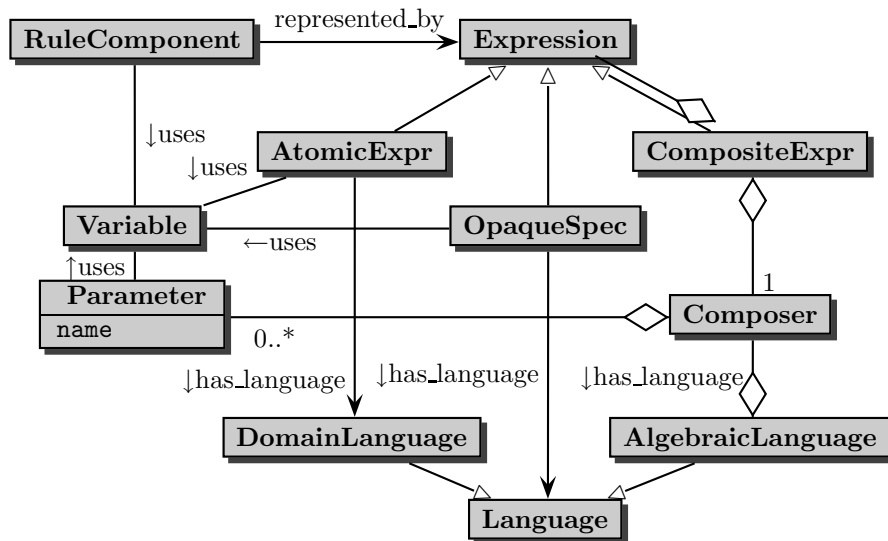 represented_by
RuleComponent
Expression
↓uses
AtomicExpr
CompositeExpr
↓uses
Variable
←uses
OpaqueSpec
↑uses
Parameter
name
0..*
1
Composer
↓has_language
↓has_language
↓has_language
DomainLanguage
AlgebraicLanguage
Language